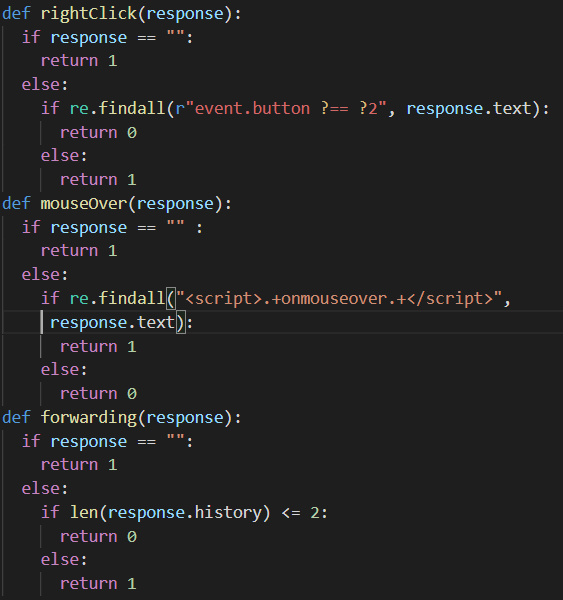 def rightClick(response):
  if response == "":
    return 1
  else:
    if re.findall(r"event.button ?== ?2", response.text):
      return 0
    else:
      return 1
def mouseOver(response):
  if response == "" :
    return 1
  else:
    if re.findall("<script>.+onmouseover.+</script>",
     response.text):
      return 1
    else:
      return 0
def forwarding(response):
  if response == "":
    return 1
  else:
    if len(response.history) <= 2:
      return 0
    else:
      return 1